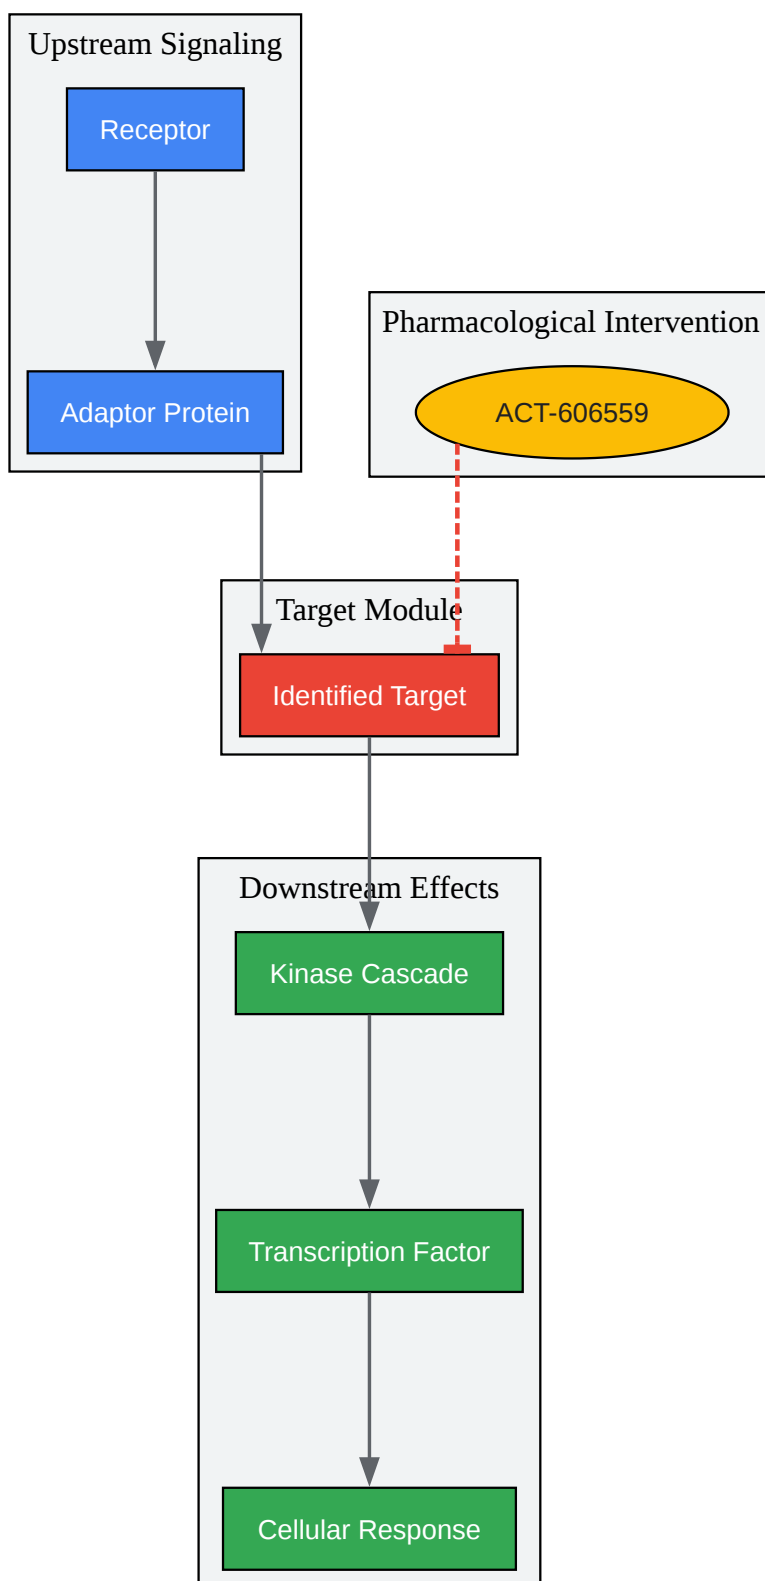 Upstream Signaling
Receptor
Adaptor Protein
Pharmacological Intervention
ACT-606559
Target Module
Identified Target
Downstream Effects
Kinase Cascade
Transcription Factor
Cellular Response